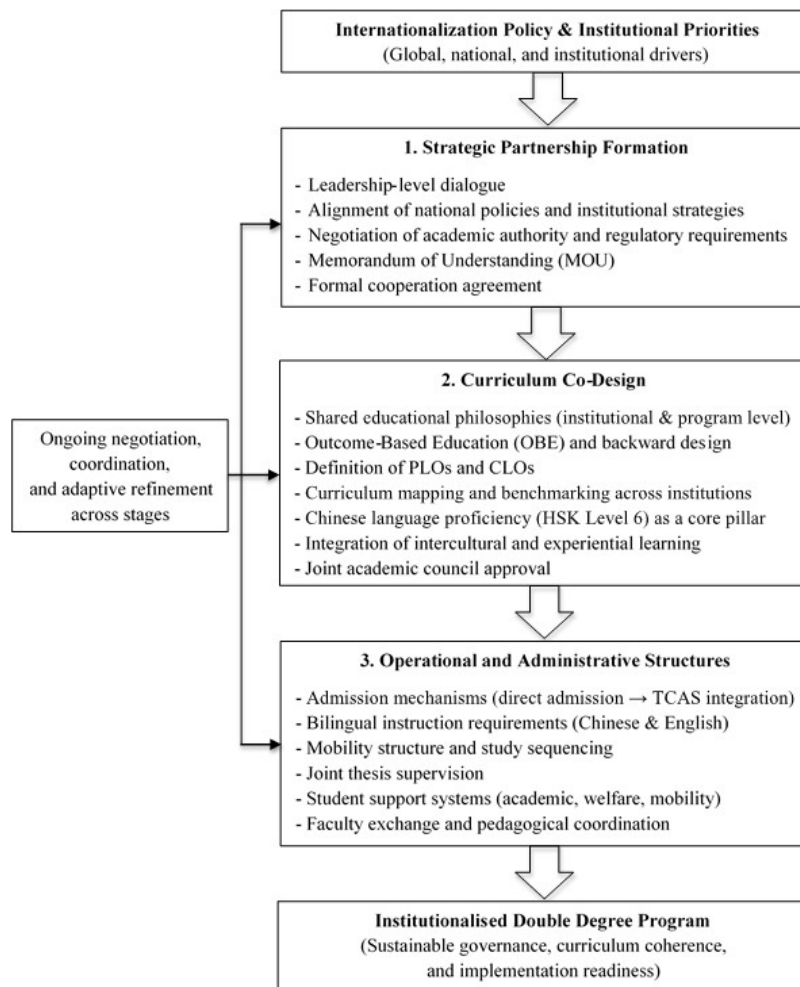 Internationalization Policy & Institutional Priorities
(Global, national, and institutional drivers)
1. Strategic Partnership Formation
- Leadership-level dialogue
- Alignment of national policies and institutional strategies
- Negotiation of academic authority and regulatory requirements
- Memorandum of Understanding (MOU)
- Formal cooperation agreement
Ongoing negotiation,
coordination,
and adaptive refinement
across stages
2. Curriculum Co-Design
- Shared educational philosophies (institutional & program level)
- Outcome-Based Education (OBE) and backward design
- Definition of PLOs and CLOs
- Curriculum mapping and benchmarking across institutions
- Chinese language proficiency (HSK Level 6) as a core pillar
- Integration of intercultural and experiential learning
- Joint academic council approval
3. Operational and Administrative Structures
- Admission mechanisms (direct admission → TCAS integration)
- Bilingual instruction requirements (Chinese & English)
- Mobility structure and study sequencing
- Joint thesis supervision
- Student support systems (academic, welfare, mobility)
- Faculty exchange and pedagogical coordination
Institutionalised Double Degree Program
(Sustainable governance, curriculum coherence,
and implementation readiness)